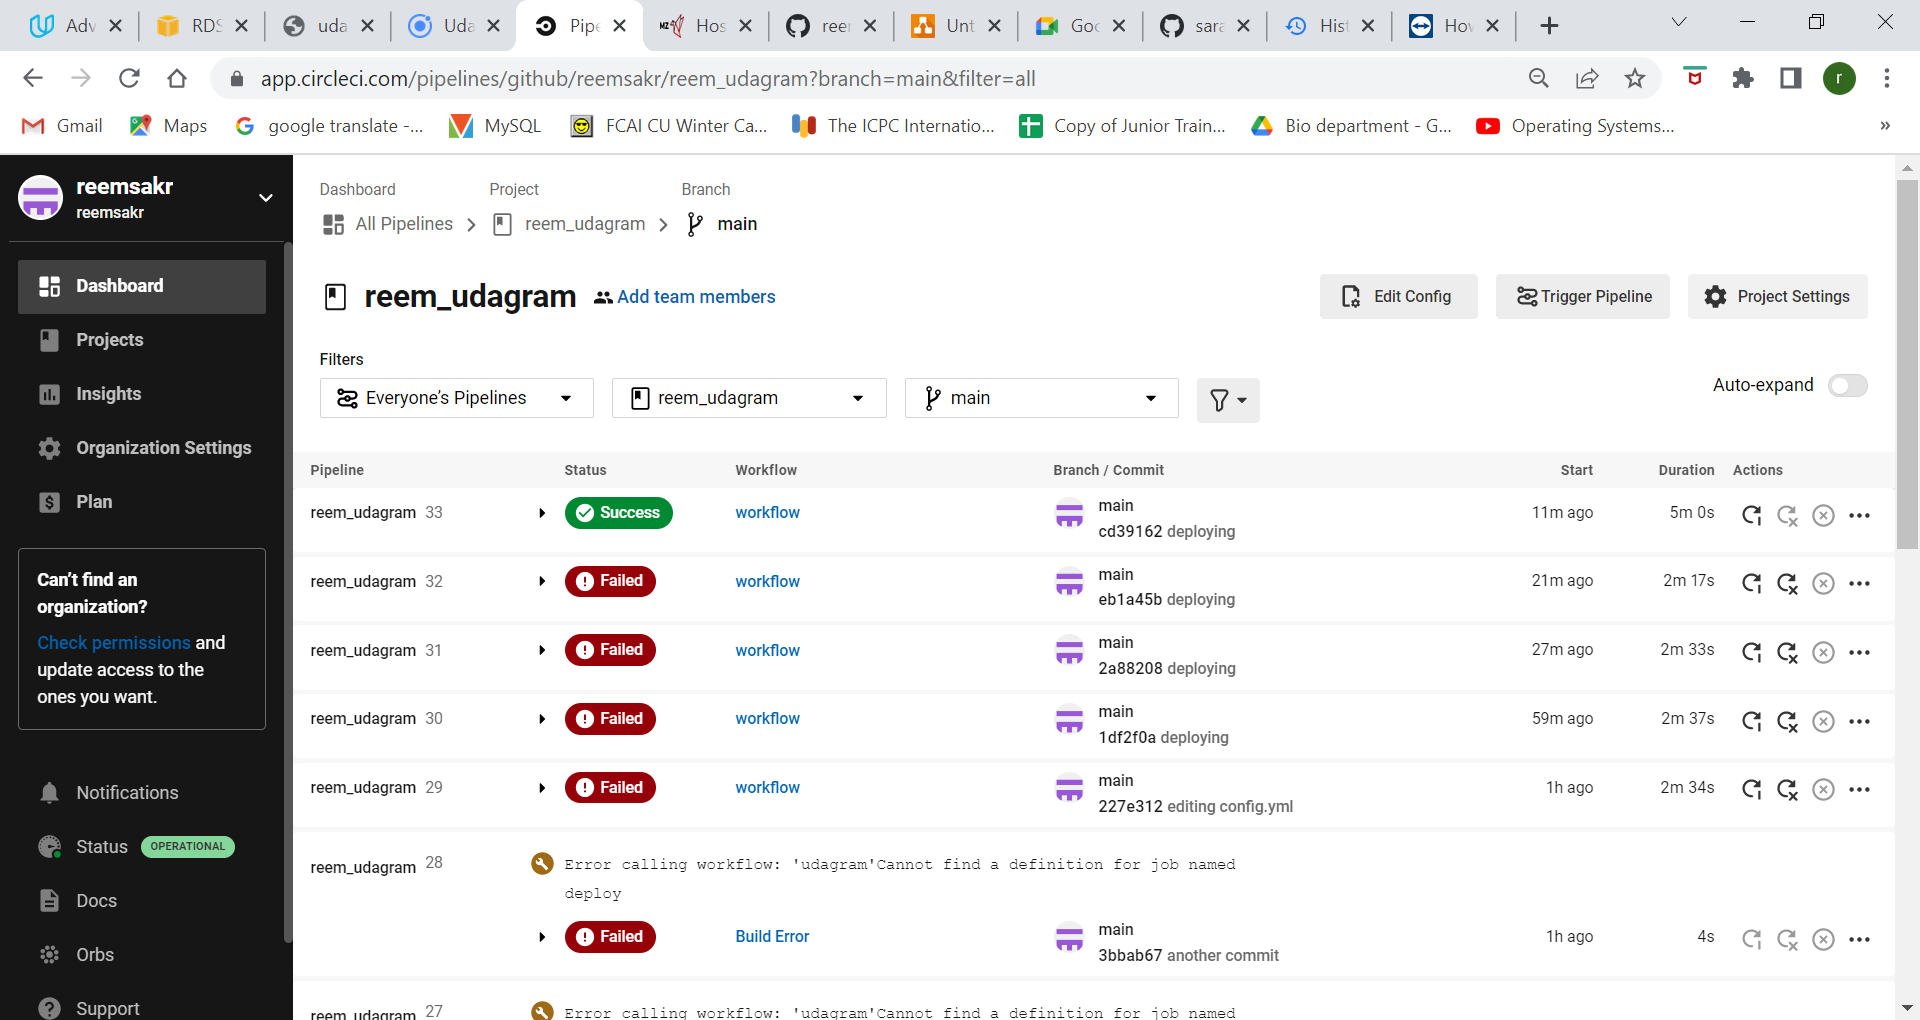 Adv
RDS
uda
Uda
Pipe
Hos
reer
Unt
Goo
sara
Hist
How
app.circleci.com/pipelines/github/reemsakr/reem_udagram?branch=main&filter=all
r
Gmail
Maps
google translate -...
MySQL
FCAI CU Winter Ca...
The ICPC Internatio...
Copy of Junior Train...
Bio department - G...
Operating Systems...
»
reemsakr
reemsakr
Dashboard
Projects
Insights
Organization Settings
Plan
Can't find an
organization?
Check permissions and
update access to the
ones you want.
Notifications
Status OPERATIONAL
Docs
Orbs
Support
Dashboard Project Branch
All Pipelines reem_udagram main
reem_udagram Add team members
Edit Config Trigger Pipeline Project Settings
Filters
Everyone's Pipelines reem_udagram main
Auto-expand
Pipeline Status Workflow Branch / Commit Start Duration Actions
reem_udagram 33 Success workflow main 11m ago 5m 0s
cd39162 deploying
reem_udagram 32 Failed workflow main 21m ago 2m 17s
eb1a45b deploying
reem_udagram 31 Failed workflow main 27m ago 2m 33s
2a88208 deploying
reem_udagram 30 Failed workflow main 59m ago 2m 37s
1df2f0a deploying
reem_udagram 29 Failed workflow main 1h ago 2m 34s
227e312 editing config.yml
reem_udagram 28 Error calling workflow: 'udagram'Cannot find a definition for job named
deploy
Failed Build Error main 1h ago 4s
3bbab67 another commit
reem_udagram 27 Error calling workflow: 'udagram'Cannot find a definition for job named